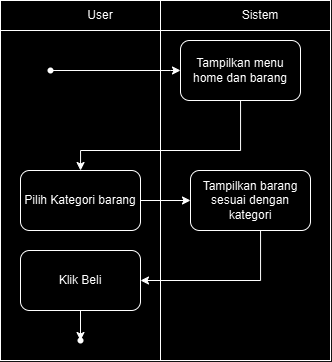 User
Sistem
Tampilkan menu
home dan barang
Pilih Kategori barang
Tampilkan barang
sesuai dengan
kategori
Klik Beli